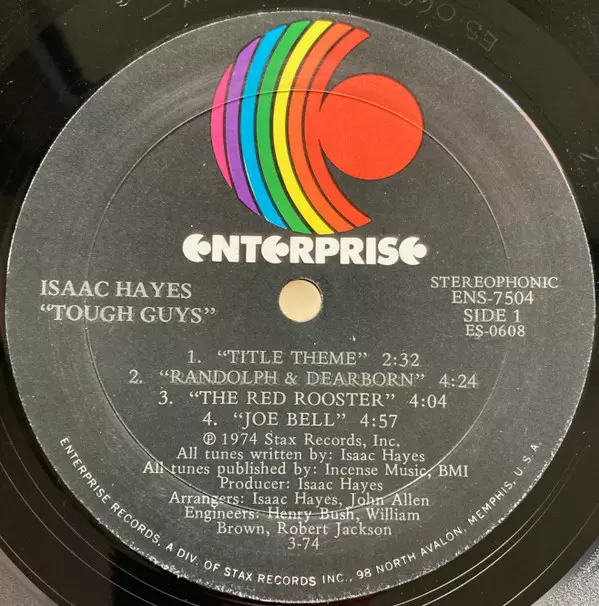 ENTERPRISE
ISAAC HAYES
"TOUGH GUYS"
STEREOPHONIC
ENS-7504
SIDE 1
ES-0608
1. "TITLE THEME" 2:32
2. "RANDOLPH & DEARBORN" 4:24
3. "THE RED ROOSTER" 4:04
4. "JOE BELL" 4:57
℗ 1974 Stax Records, Inc.
All tunes written by: Isaac Hayes
All tunes published by: Incense Music, BMI
Producer: Isaac Hayes
Arrangers: Isaac Hayes, John Allen
Engineers: Henry Bush, William
Brown, Robert Jackson
3-74
ENTERPRISE RECORDS, A DIV. OF STAX RECORDS INC., 98 NORTH AVALON, MEMPHIS, U.S.A.